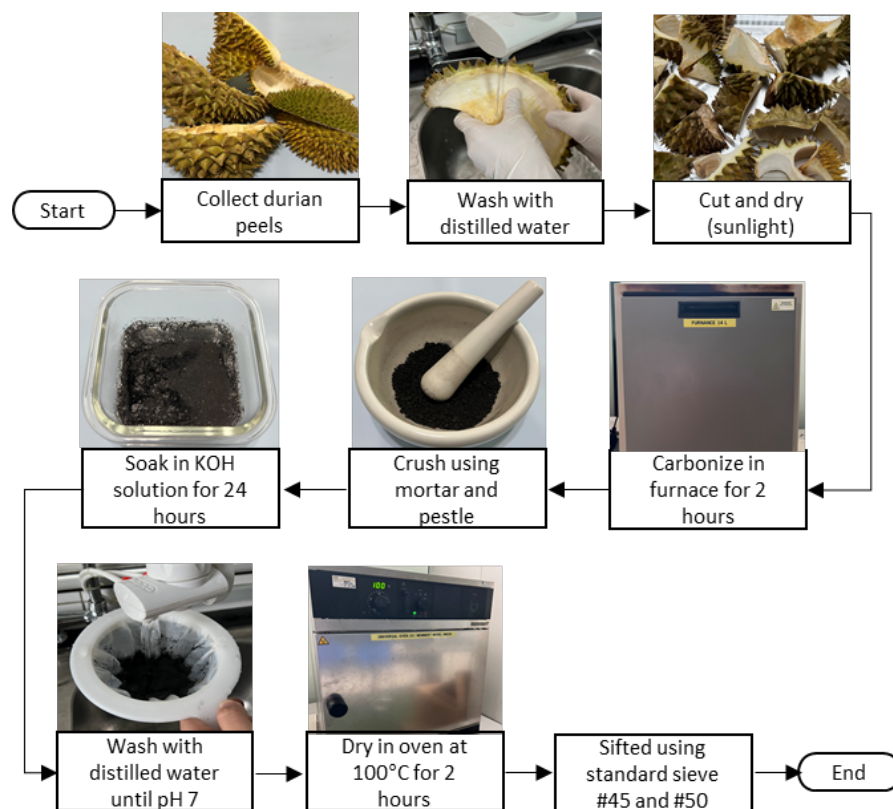 Start
Collect durian
peels
Wash with
distilled water
Cut and dry
(sunlight)
FURNANCE 14 L
Carbonize in
furnace for 2
hours
Crush using
mortar and
pestle
Soak in KOH
solution for 24
hours
Wash with
distilled water
until pH 7
100
Dry in oven at
100°C for 2
hours
Sifted using
standard sieve
#45 and #50
End